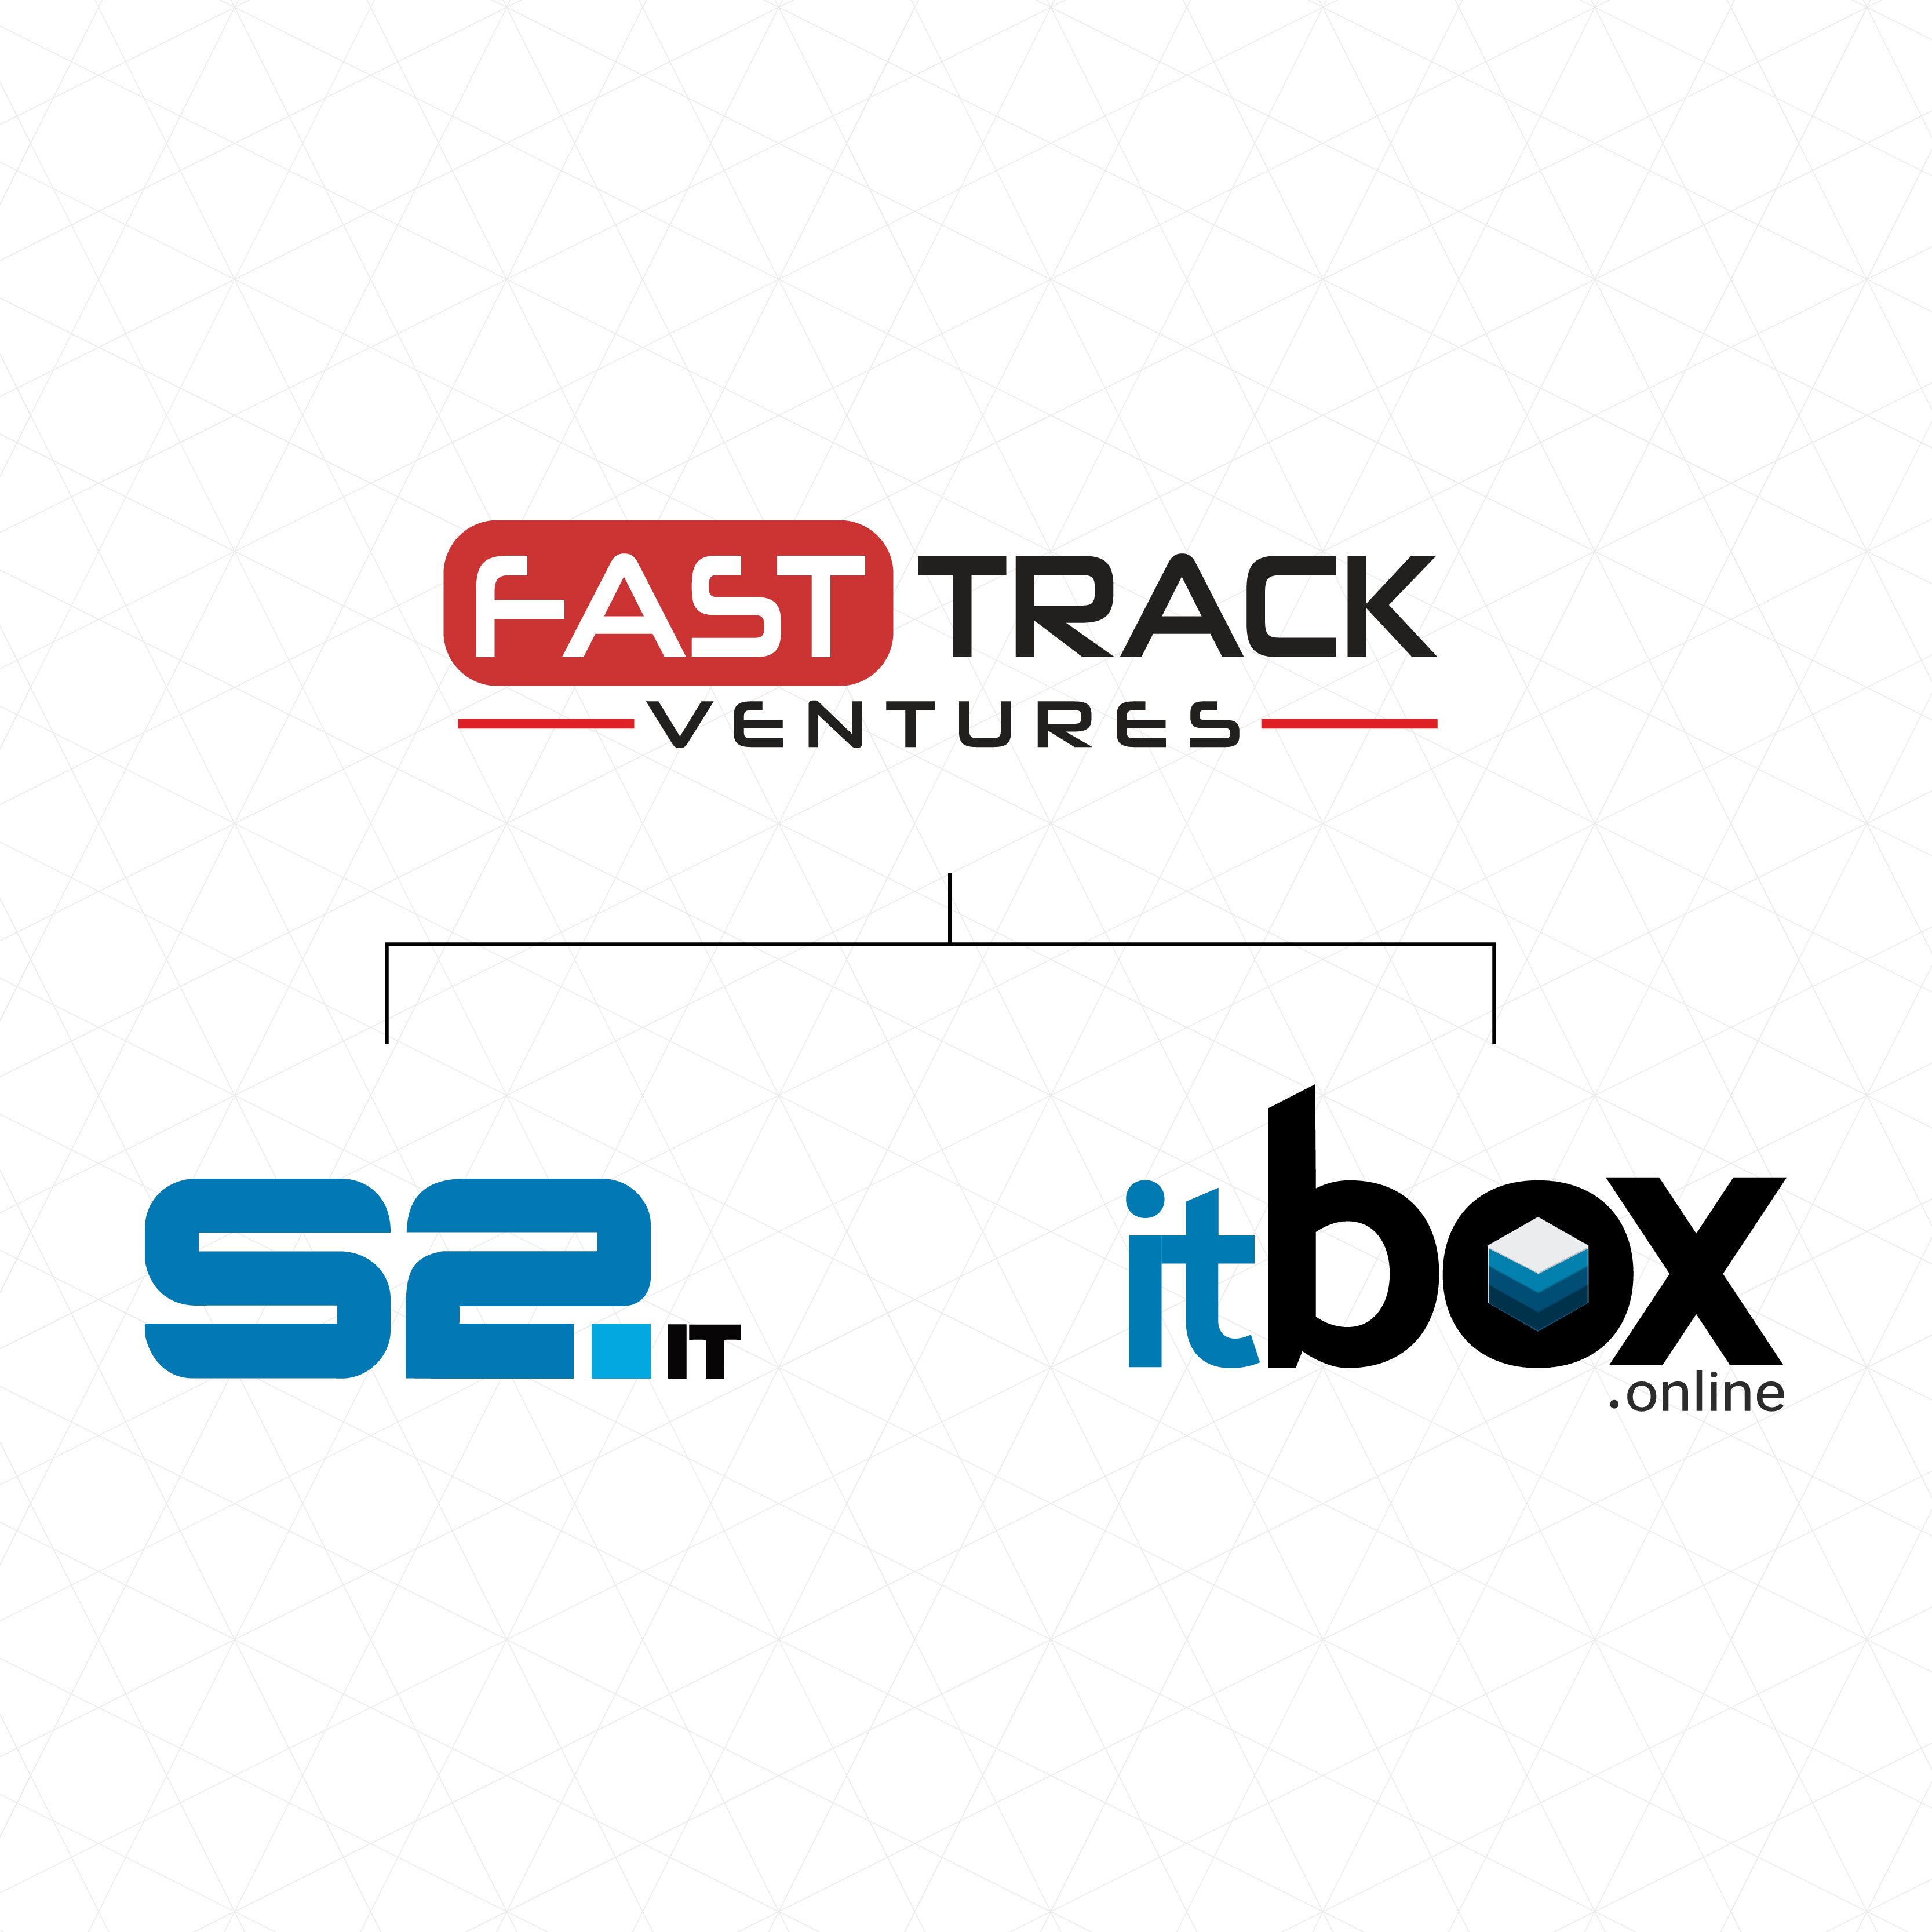 FAST TRACK
VENTURES
S2.IT
itbox
.online